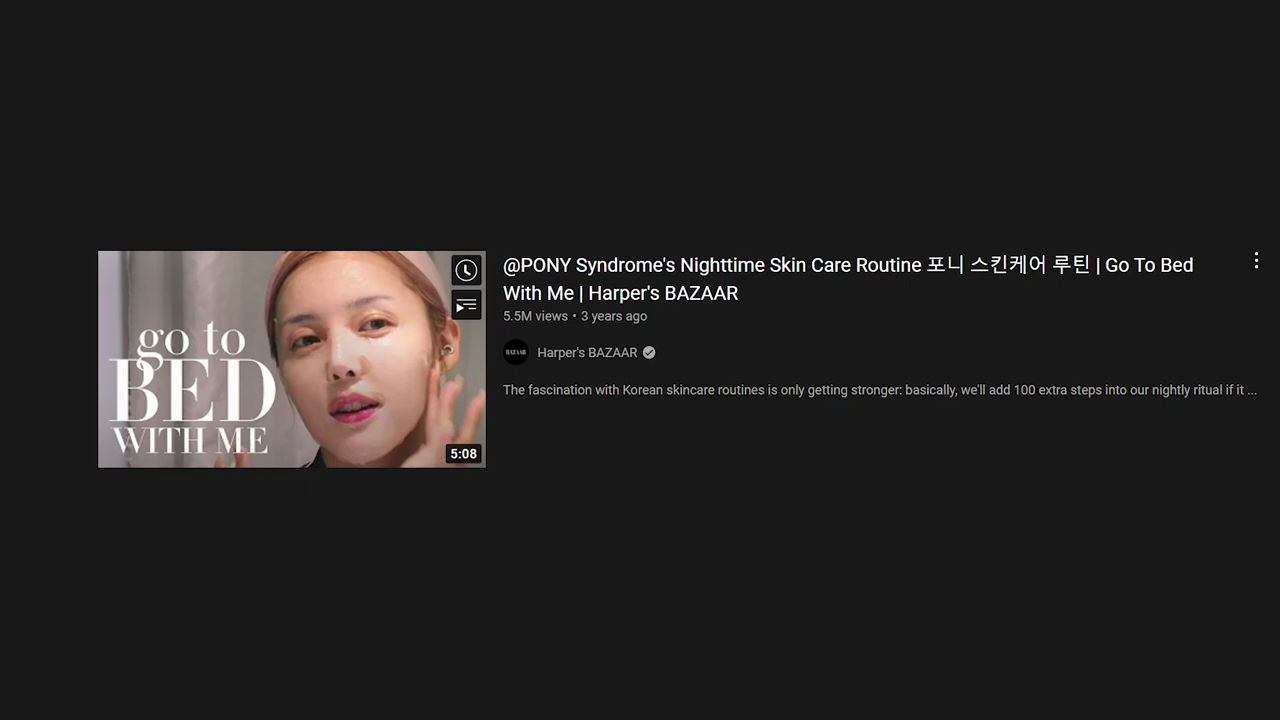 go to
BED
WITH ME
5:08
@PONY Syndrome's Nighttime Skin Care Routine 포니 스킨케어 루틴 | Go To Bed
With Me | Harper's BAZAAR
5.5M views • 3 years ago
BAZAAR
Harper's BAZAAR
The fascination with Korean skincare routines is only getting stronger: basically, we'll add 100 extra steps into our nightly ritual if it ...